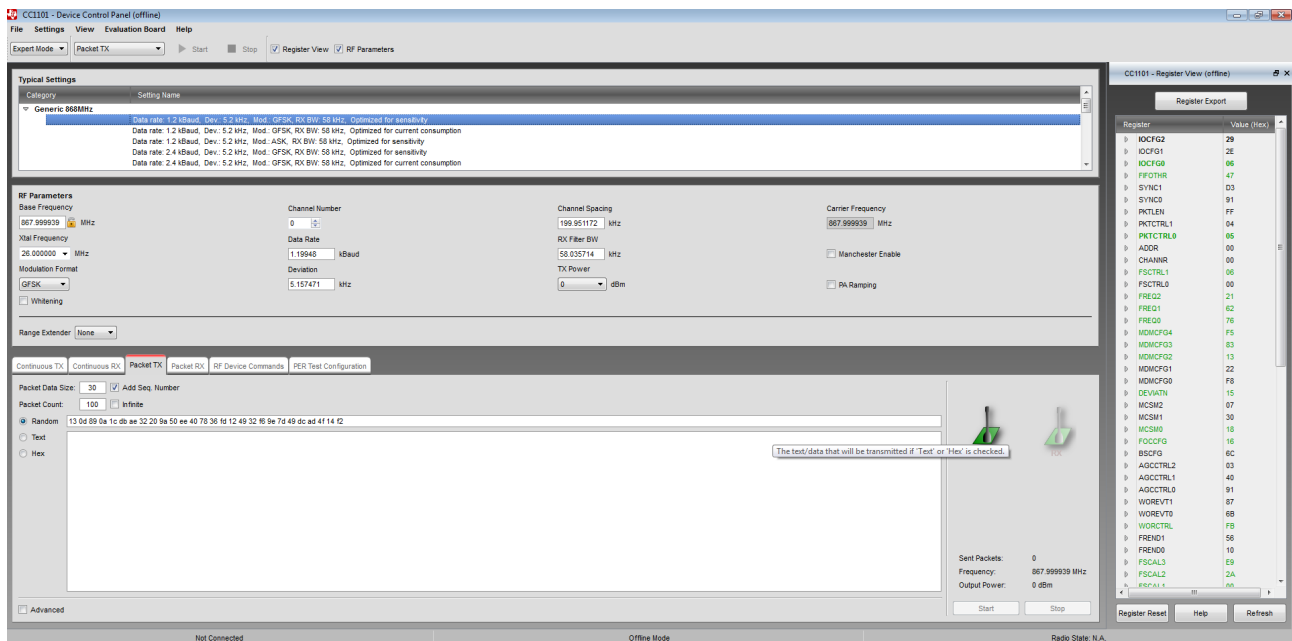 CC1101 - Device Control Panel (offline)
File Settings View Evaluation Board Help
Expert Mode Packet TX Start Stop Register View RF Parameters
Typical Settings
Category Setting Name
Generic 868MHz
Data rate: 1.2 kBaud, Dev.: 5.2 kHz, Mod.: GFSK, RX BW: 58 kHz, Optimized for sensitivity
Data rate: 1.2 kBaud, Dev.: 5.2 kHz, Mod.: GFSK, RX BW: 58 kHz, Optimized for current consumption
Data rate: 1.2 kBaud, Dev.: 5.2 kHz, Mod.: ASK, RX BW: 58 kHz, Optimized for sensitivity
Data rate: 2.4 kBaud, Dev.: 5.2 kHz, Mod.: GFSK, RX BW: 58 kHz, Optimized for sensitivity
Data rate: 2.4 kBaud, Dev.: 5.2 kHz, Mod.: GFSK, RX BW: 58 kHz, Optimized for current consumption
RF Parameters
Base Frequency Channel Number Channel Spacing Carrier Frequency
867.999939 MHz 0 199.951172 kHz 867.999939 MHz
Xtal Frequency Data Rate RX Filter BW
26.000000 MHz 1.19948 kBaud 58.035714 kHz Manchester Enable
Modulation Format Deviation TX Power
GFSK 5.157471 kHz 0 dBm PA Ramping
Whitening
Range Extender None
Continuous TX Continuous RX Packet TX Packet RX RF Device Commands PER Test Configuration
Packet Data Size: 30 Add Seq. Number
Packet Count: 100 Infinite
Random 13 0d 89 0a 1c db ae 32 20 9a 50 ee 40 78 36 fd 12 49 32 f6 9e 7d 49 dc ad 4f 14 f2
Text
Hex
The text/data that will be transmitted if 'Text' or 'Hex' is checked.
Sent Packets: 0
Frequency: 867.999939 MHz
Output Power: 0 dBm
Start Stop
Advanced
Not Connected Offline Mode Radio State: N.A.
CC1101 - Register View (offline)
Register Export
Register Value (Hex)
IOCFG2 29
IOCFG1 2E
IOCFG0 06
FIFOTHR 47
SYNC1 D3
SYNC0 91
PKTLEN FF
PKTCTRL1 04
PKTCTRL0 05
ADDR 00
CHANNR 00
FSCTRL1 06
FSCTRL0 00
FREQ2 21
FREQ1 62
FREQ0 76
MDMCFG4 F5
MDMCFG3 83
MDMCFG2 13
MDMCFG1 22
MDMCFG0 F8
DEVIATN 15
MCSM2 07
MCSM1 30
MCSM0 18
FOCCFG 16
BSCFG 6C
AGCCTRL2 03
AGCCTRL1 40
AGCCTRL0 91
WOREVT1 87
WOREVT0 6B
WORCTRL FB
FREND1 56
FREND0 10
FSCAL3 E9
FSCAL2 2A
FSCAL1 00
Register Reset Help Refresh